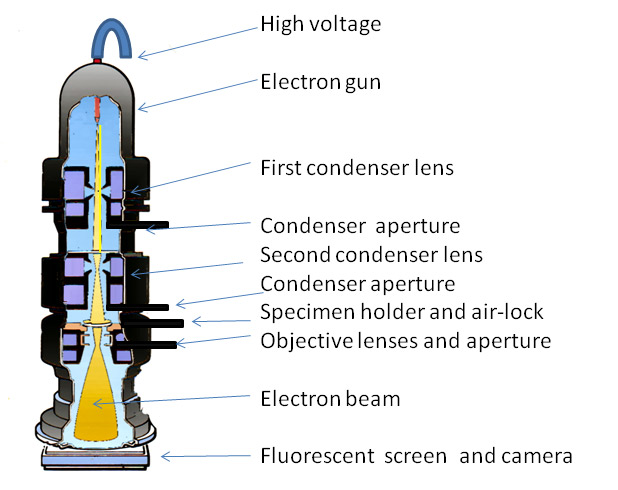 High voltage
Electron gun
First condenser lens
Condenser aperture
Second condenser lens
Condenser aperture
Specimen holder and air-lock
Objective lenses and aperture
Electron beam
Fluorescent screen and camera